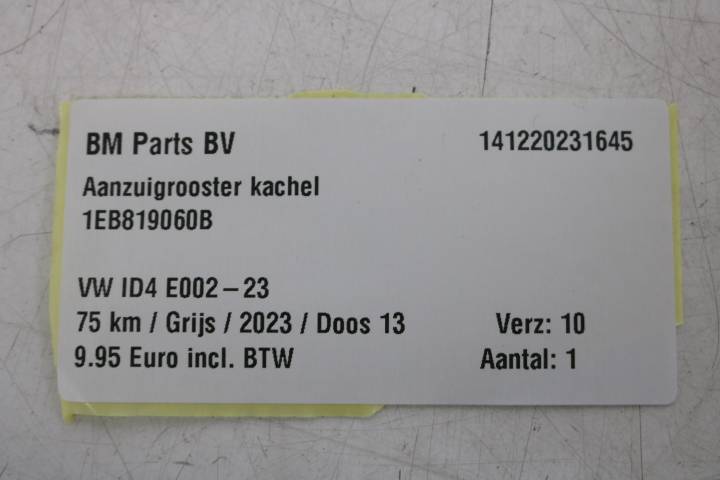 BM Parts BV 141220231645
Aanzuigrooster kachel
1EB819060B
VW ID4 E002-23
75 km / Grijs / 2023 / Doos 13 Verz: 10
9.95 Euro incl. BTW Aantal: 1